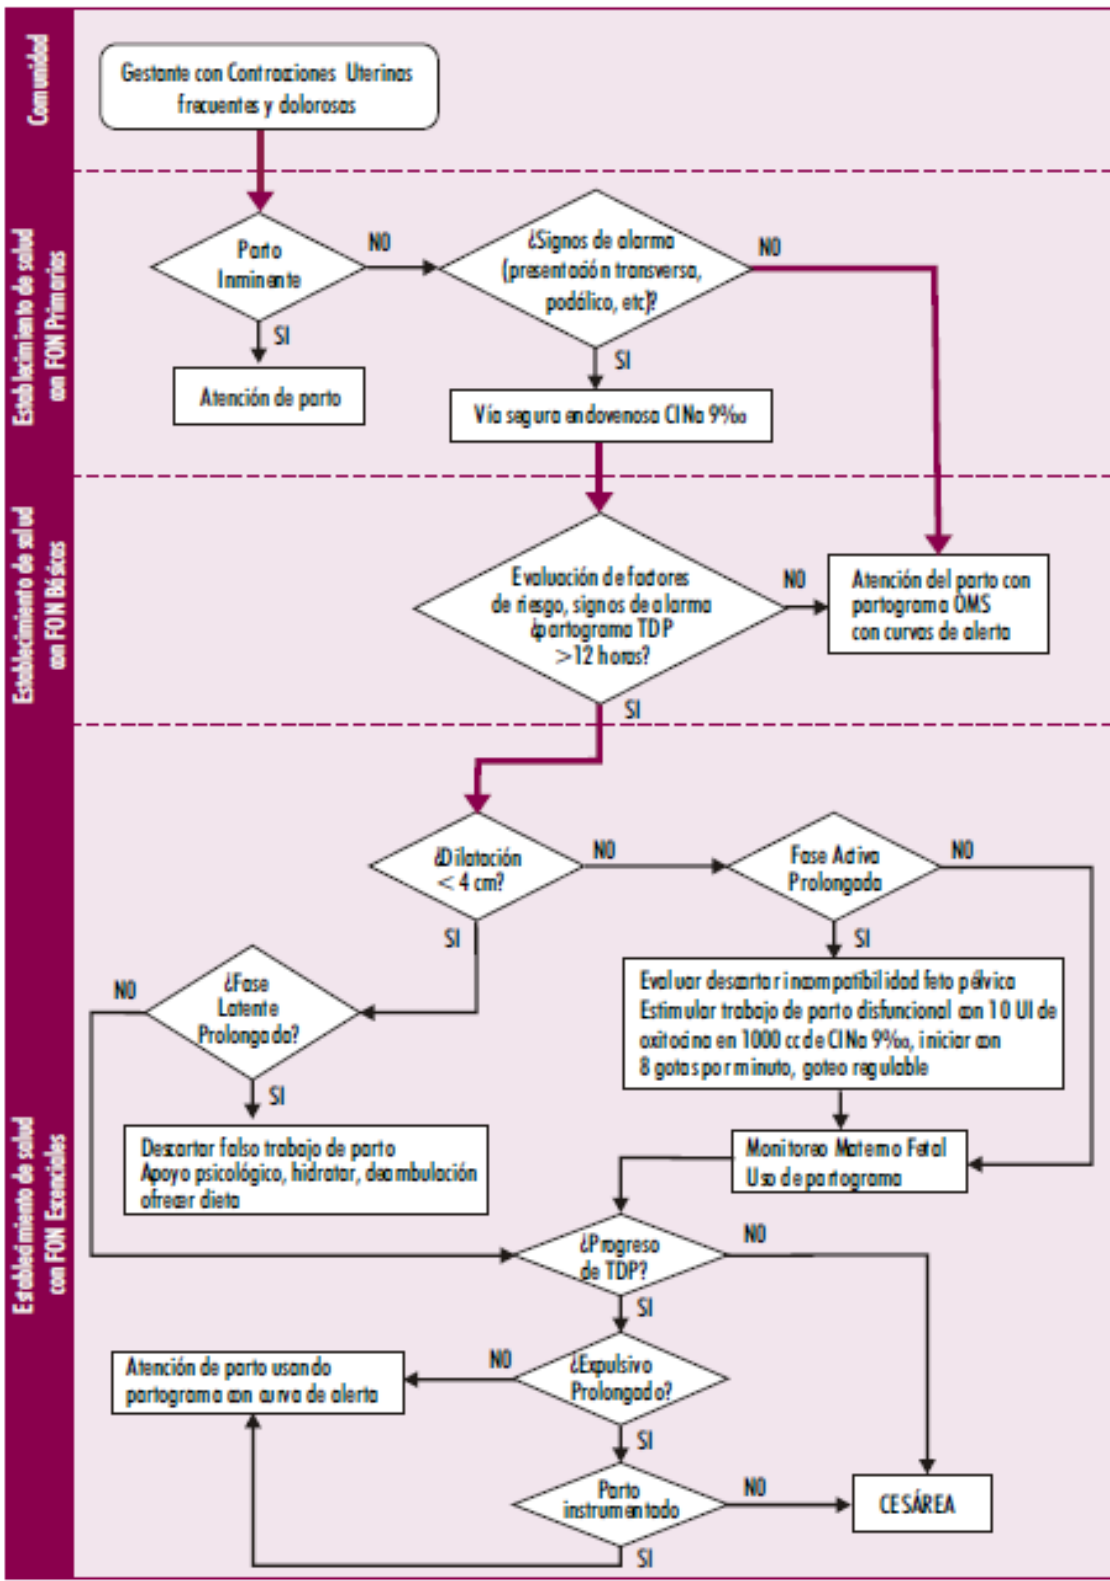 Comunidad
Gestante con Contracciones Uterinas
frecuentes y dolorosas
Establecimiento de salud
con FON Primarias
Parto
Inminente
NO
SI
Atención de parto
¿Signos de alarma
(presentación transversa,
podálico, etc)?
NO
SI
Vía segura endovenosa ClNa 9‰
Establecimiento de salud
con FON Básicas
Evaluación de factores
de riesgo, signos de alarma
¿partograma TDP
>12 horas?
NO
SI
Atención del parto con
partograma OMS
con curvas de alerta
Establecimiento de salud
con FON Escenciales
¿Dilatación
< 4 cm?
NO
SI
Fase Activa
Prolongada
NO
SI
¿Fase
Latente
Prolongada?
NO
SI
Evaluar descartar incompatibilidad feto pélvica
Estimular trabajo de parto disfuncional con 10 UI de
oxitocina en 1000 cc de ClNa 9‰, iniciar con
8 gotas por minuto, goteo regulable
Descartar falso trabajo de parto
Apoyo psicológico, hidratar, deambulación
ofrecer dieta
Monitoreo Materno Fetal
Uso de partograma
¿Progreso
de TDP?
NO
SI
¿Expulsivo
Prolongado?
NO
SI
Atención de parto usando
partograma con curva de alerta
Parto
instrumentado
NO
SI
CESÁREA